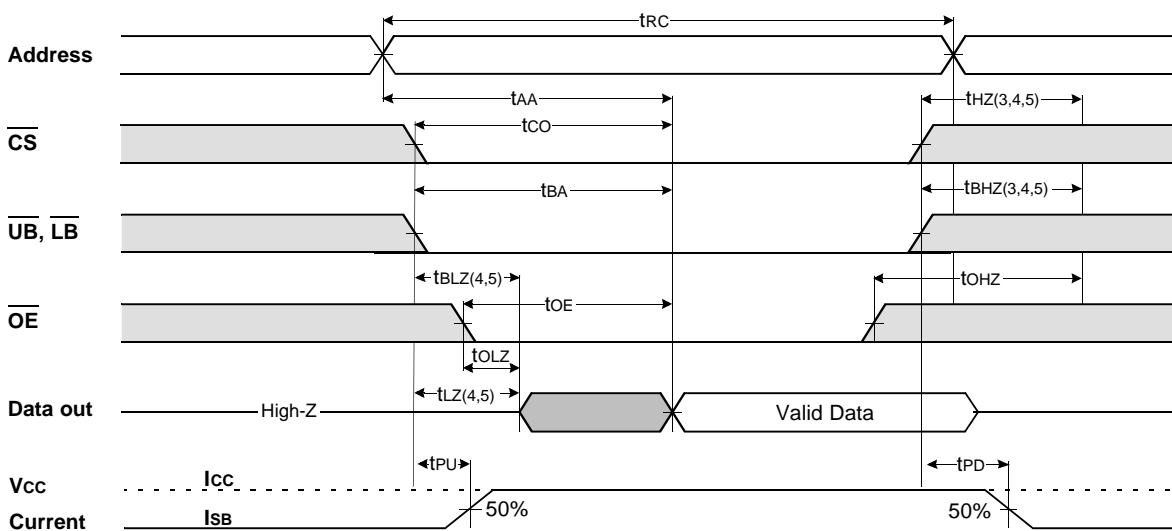 tRC
Address
tAA
tHZ(3,4,5)
CS
tCO
tBA
tBHZ(3,4,5)
UB, LB
tBLZ(4,5)
tOHZ
OE
tOE
tOLZ
tLZ(4,5)
Data out
High-Z
Valid Data
tPU
tPD
VCC
ICC
50%
50%
Current
ISB